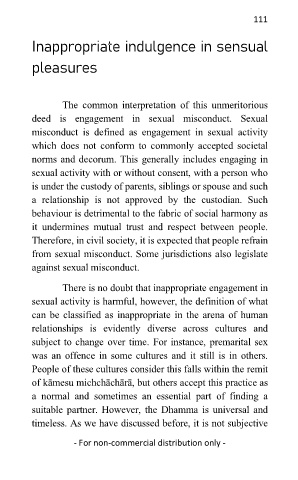 111
Inappropriate indulgence in sensual
pleasures
The common interpretation of this unmeritorious
deed is engagement in sexual misconduct. Sexual
misconduct is defined as engagement in sexual activity
which does not conform to commonly accepted societal
norms and decorum. This generally includes engaging in
sexual activity with or without consent, with a person who
is under the custody of parents, siblings or spouse and such
a relationship is not approved by the custodian. Such
behaviour is detrimental to the fabric of social harmony as
it undermines mutual trust and respect between people.
Therefore, in civil society, it is expected that people refrain
from sexual misconduct. Some jurisdictions also legislate
against sexual misconduct.
There is no doubt that inappropriate engagement in
sexual activity is harmful, however, the definition of what
can be classified as inappropriate in the arena of human
relationships is evidently diverse across cultures and
subject to change over time. For instance, premarital sex
was an offence in some cultures and it still is in others.
People of these cultures consider this falls within the remit
of kāmesu michchāchārā, but others accept this practice as
a normal and sometimes an essential part of finding a
suitable partner. However, the Dhamma is universal and
timeless. As we have discussed before, it is not subjective
- For non-commercial distribution only -